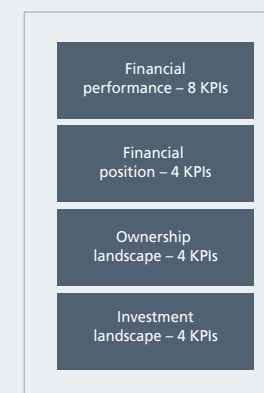 Financial
performance – 8 KPIs
Financial
position – 4 KPIs
Ownership
landscape – 4 KPIs
Investment
landscape – 4 KPIs